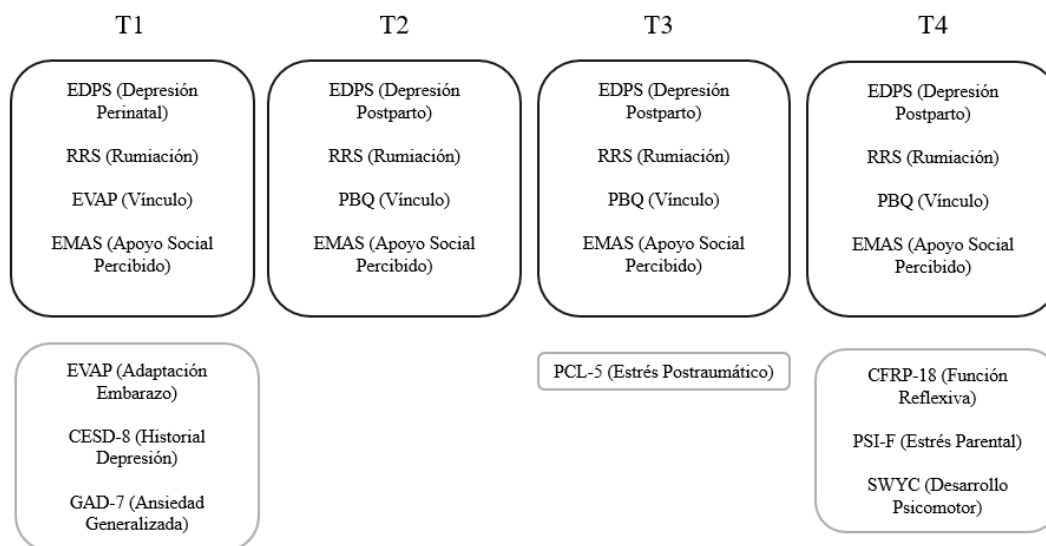 T1
T2
T3
T4
EDPS (Depresión
Perinatal)
RRS (Rumiación)
EVAP (Vínculo)
EMAS (Apoyo Social
Percibido)
EDPS (Depresión
Postparto)
RRS (Rumiación)
PBQ (Vínculo)
EMAS (Apoyo Social
Percibido)
EDPS (Depresión
Postparto)
RRS (Rumiación)
PBQ (Vínculo)
EMAS (Apoyo Social
Percibido)
EDPS (Depresión
Postparto)
RRS (Rumiación)
PBQ (Vínculo)
EMAS (Apoyo Social
Percibido)
EVAP (Adaptación
Embarazo)
CESD-8 (Historial
Depresión)
GAD-7 (Ansiedad
Generalizada)
PCL-5 (Estrés Postraumático)
CFRP-18 (Función
Reflexiva)
PSI-F (Estrés Parental)
SWYC (Desarrollo
Psicomotor)